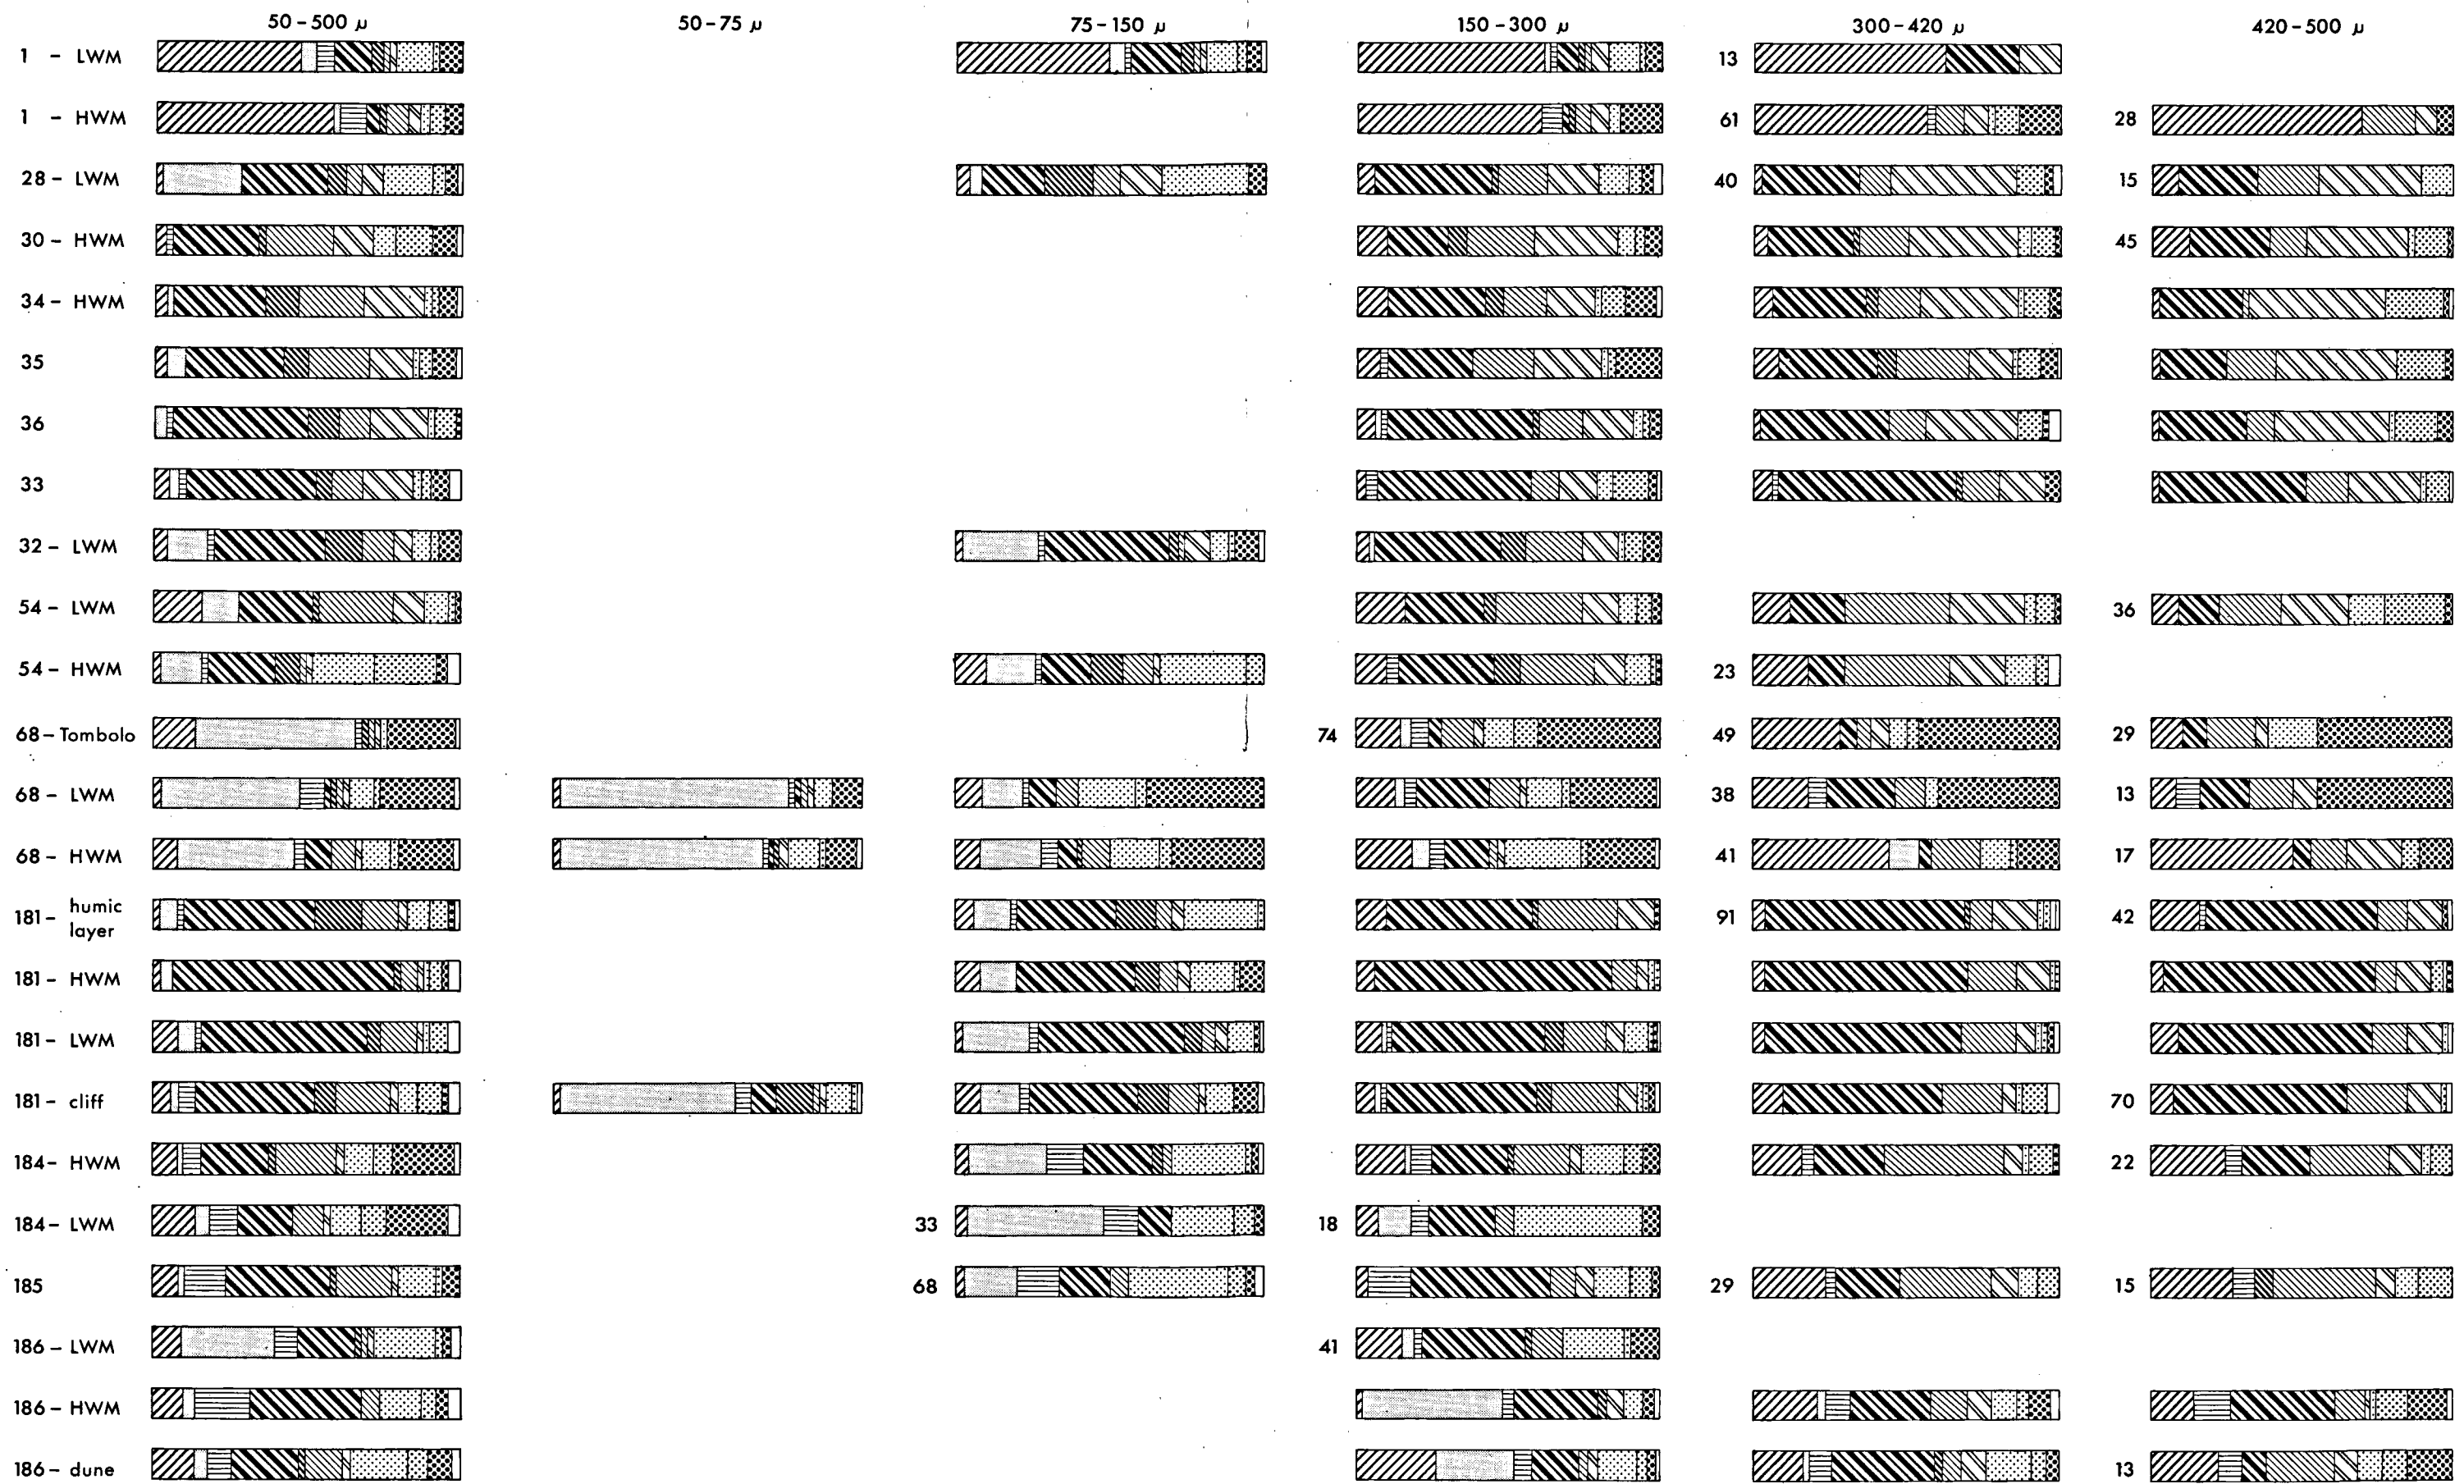 50-500 μ 50-75 μ 75-150 μ 150-300 μ 300-420 μ 420-500 μ
1 - LWM 13
1 - HWM 61 28
28 - LWM 40 15
30 - HWM 45
34 - HWM
35
36
33
32 - LWM
54 - LWM 36
54 - HWM 23
68 - Tombolo 74 49 29
68 - LWM 38 13
68 - HWM 41 17
181 - humic layer 91 42
181 - HWM
181 - LWM
181 - cliff 70
184 - HWM 22
184 - LWM 33 18
185 68 29 15
186 - LWM 41
186 - HWM
186 - dune 13